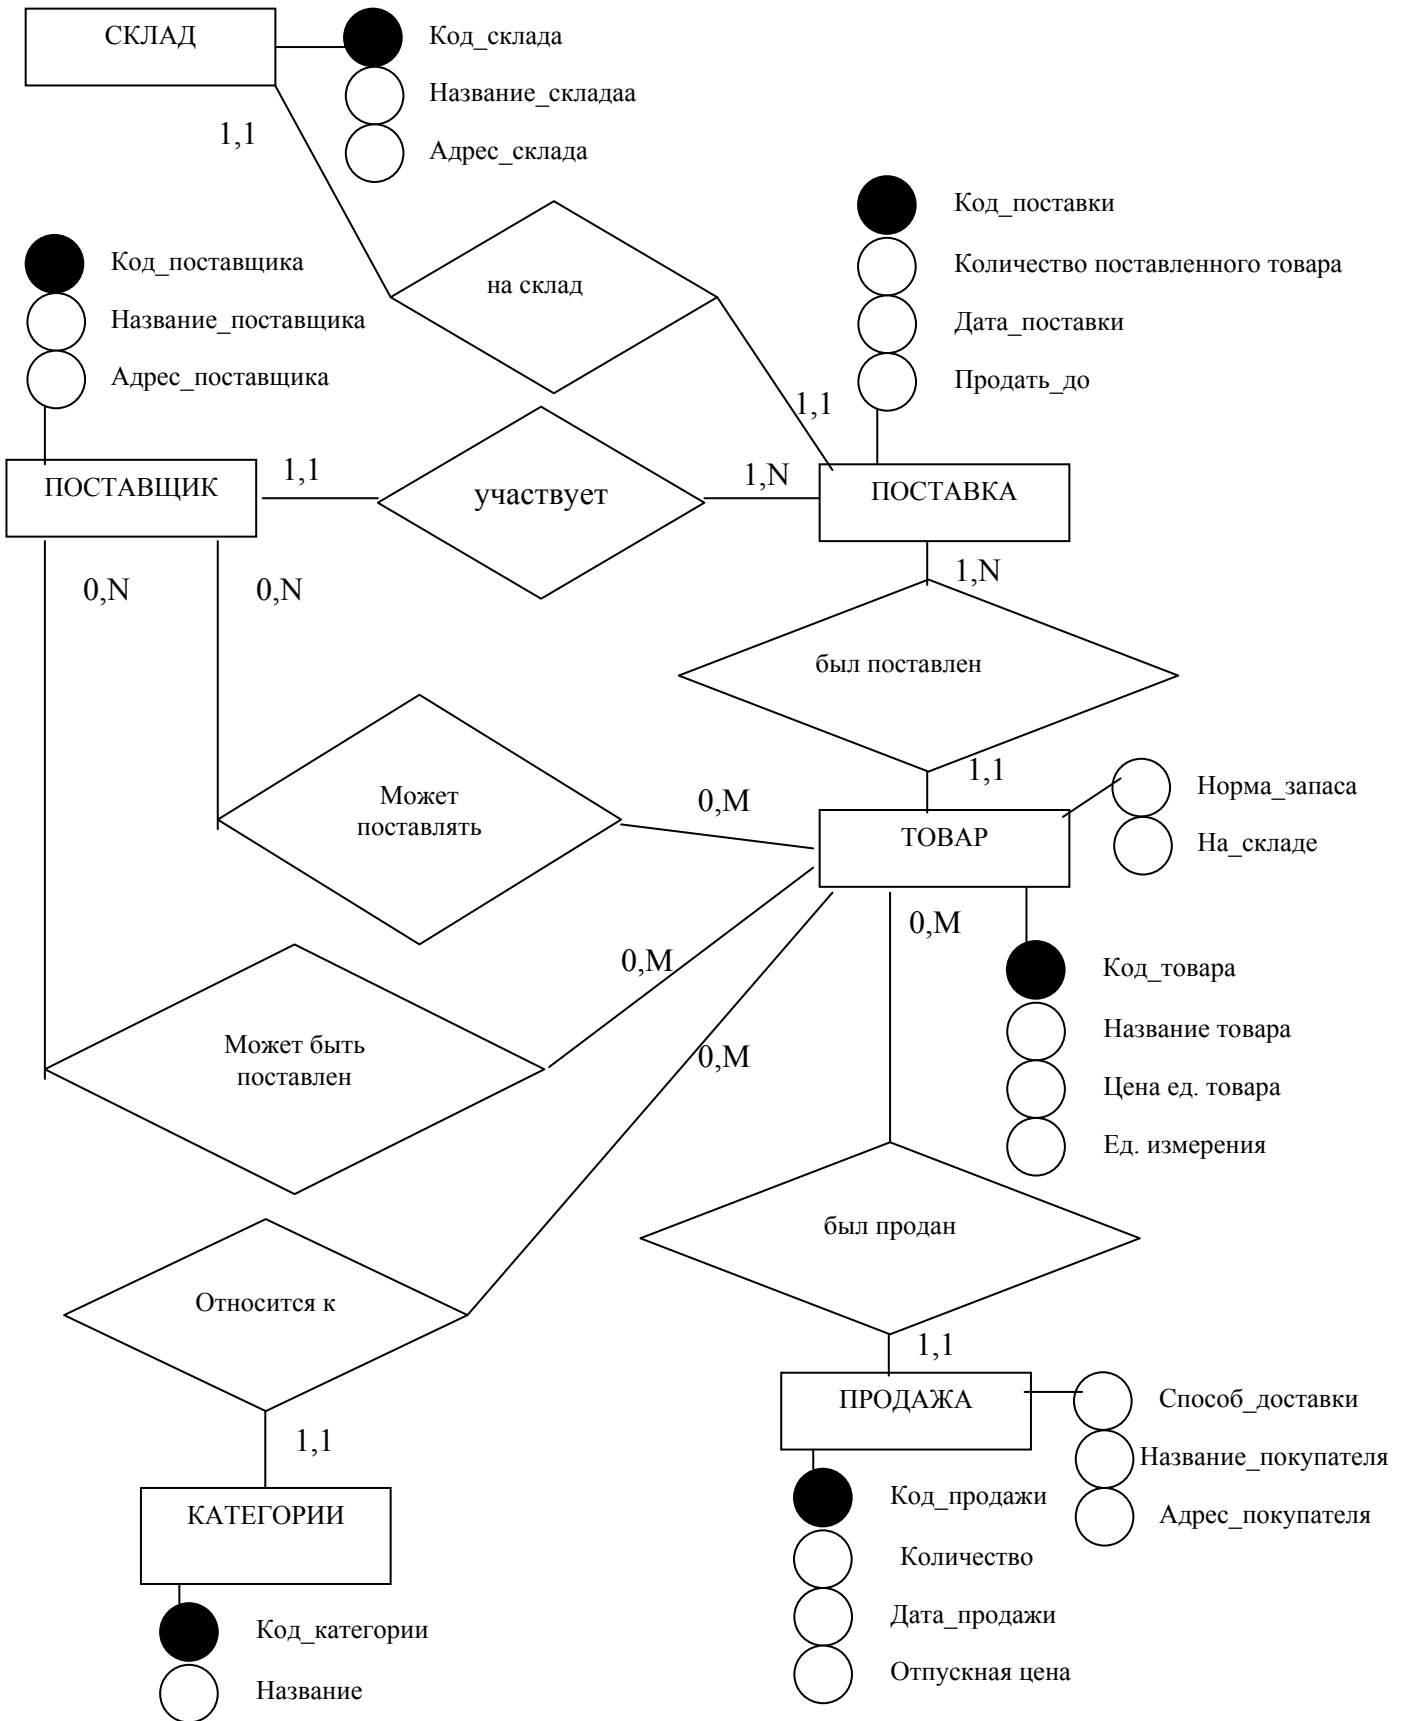 СКЛАД
Код_склада
Название_складаа
Адрес_склада
1,1
Код_поставки
Количество поставленного товара
Дата_поставки
Продать_до
Код_поставщика
Название_поставщика
Адрес_поставщика
на склад
1,1
ПОСТАВЩИК
1,1
участвует
1,N
ПОСТАВКА
0,N
0,N
1,N
был поставлен
Может
поставлять
0,M
1,1
ТОВАР
Норма_запаса
На_складе
0,M
0,M
Код_товара
Название товара
Цена ед. товара
Ед. измерения
Может быть
поставлен
0,M
был продан
Относится к
1,1
1,1
ПРОДАЖА
Способ_доставки
Название_покупателя
Адрес_покупателя
КАТЕГОРИИ
Код_продажи
Количество
Дата_продажи
Отпускная цена
Код_категории
Название